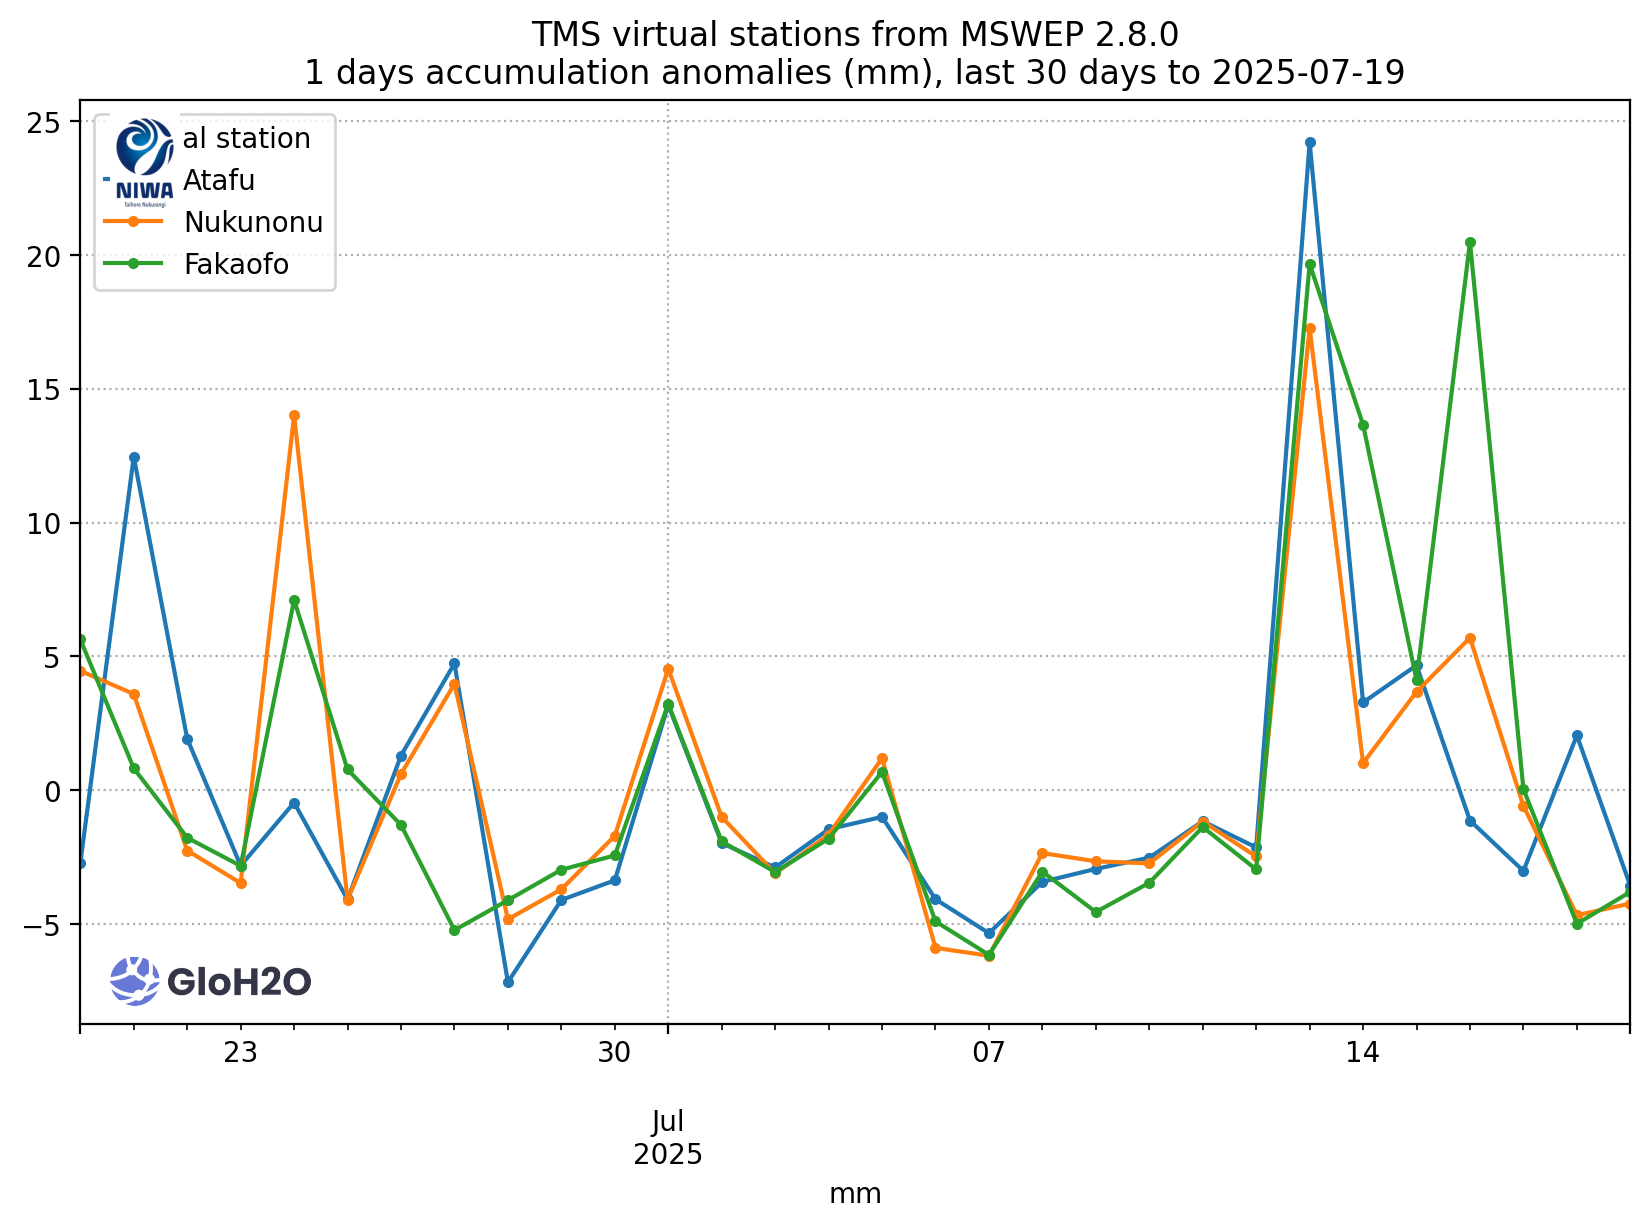 TMS virtual stations from MSWEP 2.8.0
1 days accumulation anomalies (mm), last 30 days to 2025-07-19
25
20
15
10
5
0
−5
al station
Atafu
Nukunonu
Fakaofo
NIWA
Taihoro Nukurangi
GloH2O
23
30
07
14
Jul
2025
mm